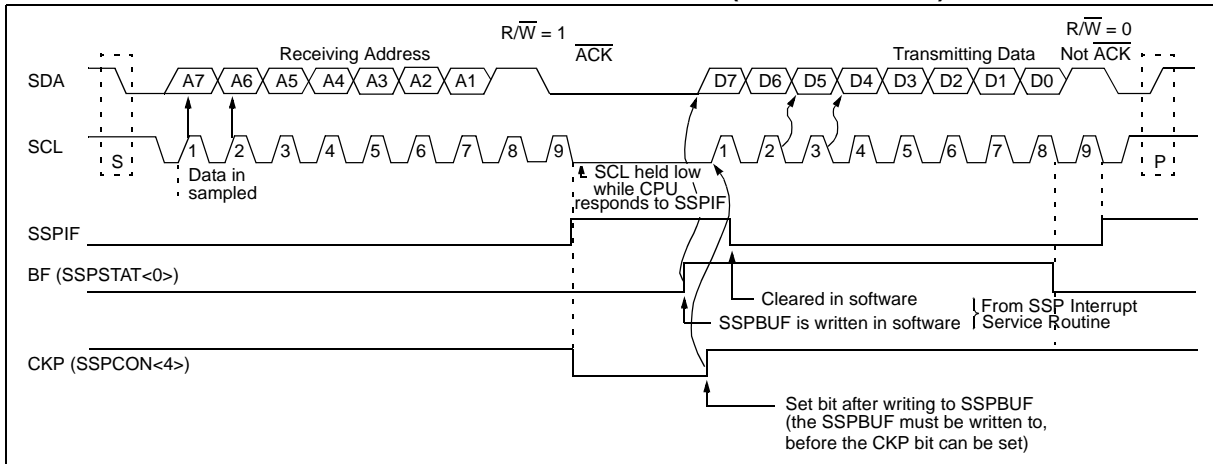 R/W = 1
R/W = 0
Receiving Address
ACK
Transmitting Data
Not ACK
SDA
A7 A6 A5 A4 A3 A2 A1
D7 D6 D5 D4 D3 D2 D1 D0
SCL
S
1 2 3 4 5 6 7 8 9
1 2 3 4 5 6 7 8 9
P
Data in
sampled
SCL held low
while CPU
responds to SSPIF
SSPIF
BF (SSPSTAT<0>)
Cleared in software
SSPBUF is written in software
From SSP Interrupt
Service Routine
CKP (SSPCON<4>)
Set bit after writing to SSPBUF
(the SSPBUF must be written to,
before the CKP bit can be set)